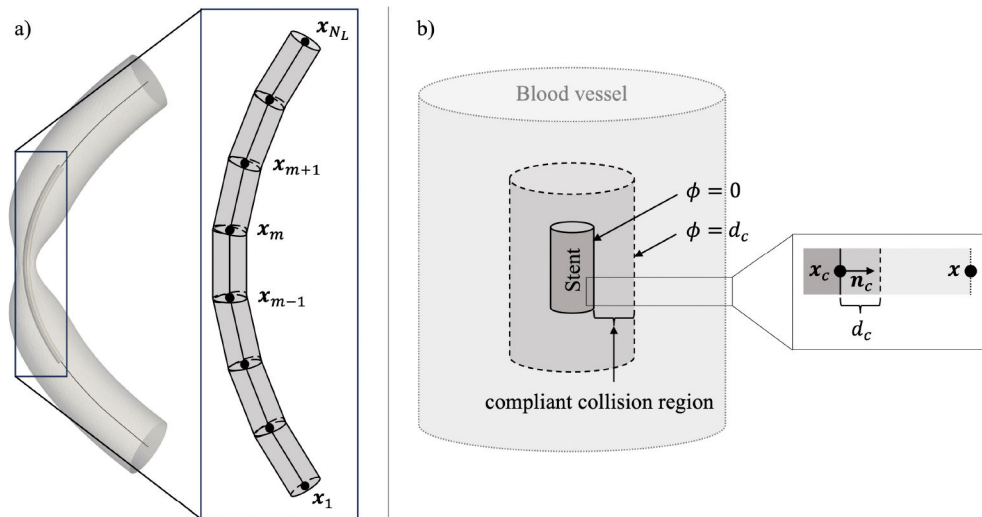 a)
x_{N_L}
x_{m+1}
x_m
x_{m-1}
x_1
b)
Blood vessel
ϕ = 0
ϕ = d_c
Stent
x_c
n_c
x
d_c
compliant collision region